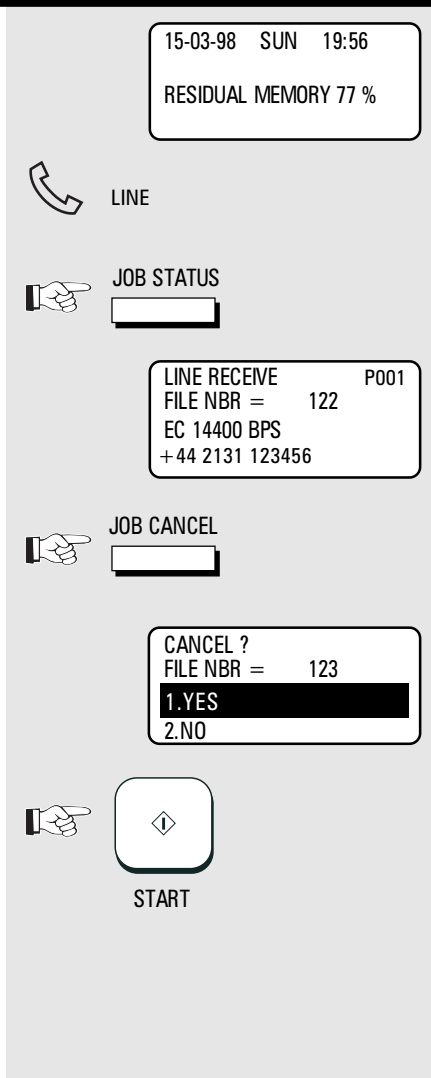 15-03-98 SUN 19:56
RESIDUAL MEMORY 77 %
LINE
JOB STATUS
LINE RECEIVE P001
FILE NBR = 122
EC 14400 BPS
+44 2131 123456
JOB CANCEL
CANCEL ?
FILE NBR = 123
1.YES
2.NO
START